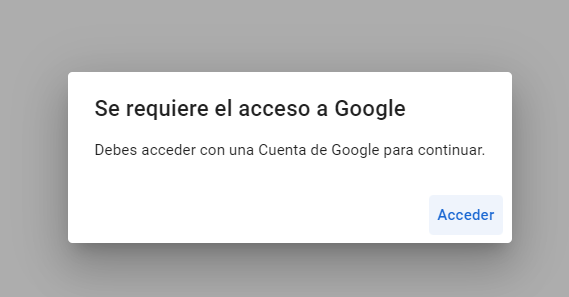 Se requiere el acceso a Google
Debes acceder con una Cuenta de Google para continuar.
Acceder